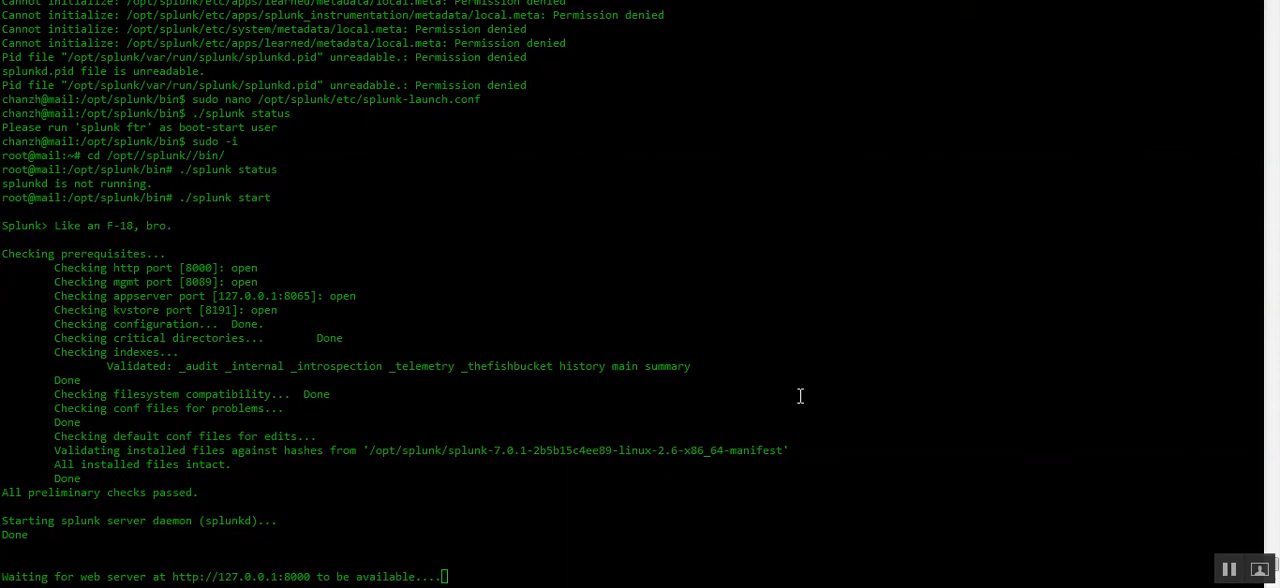 Cannot initialize: /opt/splunk/etc/apps/learned/metadata/local.meta: Permission denied
Cannot initialize: /opt/splunk/etc/apps/splunk_instrumentation/metadata/local.meta: Permission denied
Cannot initialize: /opt/splunk/etc/system/metadata/local.meta: Permission denied
Cannot initialize: /opt/splunk/etc/apps/learned/metadata/local.meta: Permission denied
Pid file "/opt/splunk/var/run/splunk/splunkd.pid" unreadable.: Permission denied
splunkd.pid file is unreadable.
Pid file "/opt/splunk/var/run/splunk/splunkd.pid" unreadable.: Permission denied
chanzh@mail:/opt/splunk/bin$ sudo nano /opt/splunk/etc/splunk-launch.conf
chanzh@mail:/opt/splunk/bin$ ./splunk status
Please run 'splunk ftr' as boot-start user
chanzh@mail:/opt/splunk/bin$ sudo -i
root@mail:~# cd /opt//splunk//bin/
root@mail:/opt/splunk/bin# ./splunk status
splunkd is not running.
root@mail:/opt/splunk/bin# ./splunk start
Splunk> Like an F-18, bro.
Checking prerequisites...
Checking http port [8000]: open
Checking mgmt port [8089]: open
Checking appserver port [127.0.0.1:8065]: open
Checking kvstore port [8191]: open
Checking configuration... Done.
Checking critical directories... Done
Checking indexes...
Validated: _audit _internal _introspection _telemetry _thefishbucket history main summary
Done
Checking filesystem compatibility... Done
Checking conf files for problems...
Done
Checking default conf files for edits...
Validating installed files against hashes from '/opt/splunk/splunk-7.0.1-2b5b15c4ee89-linux-2.6-x86_64-manifest'
All installed files intact.
Done
All preliminary checks passed.
Starting splunk server daemon (splunkd)...
Done
Waiting for web server at http://127.0.0.1:8000 to be available....